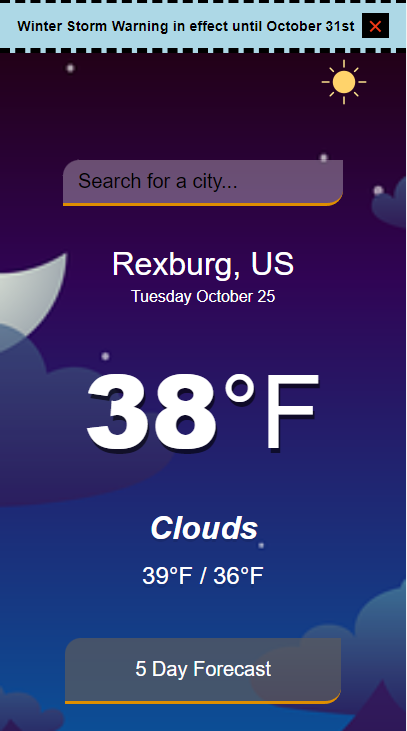 Winter Storm Warning in effect until October 31st
Search for a city...
Rexburg, US
Tuesday October 25
38°F
Clouds
39°F / 36°F
5 Day Forecast